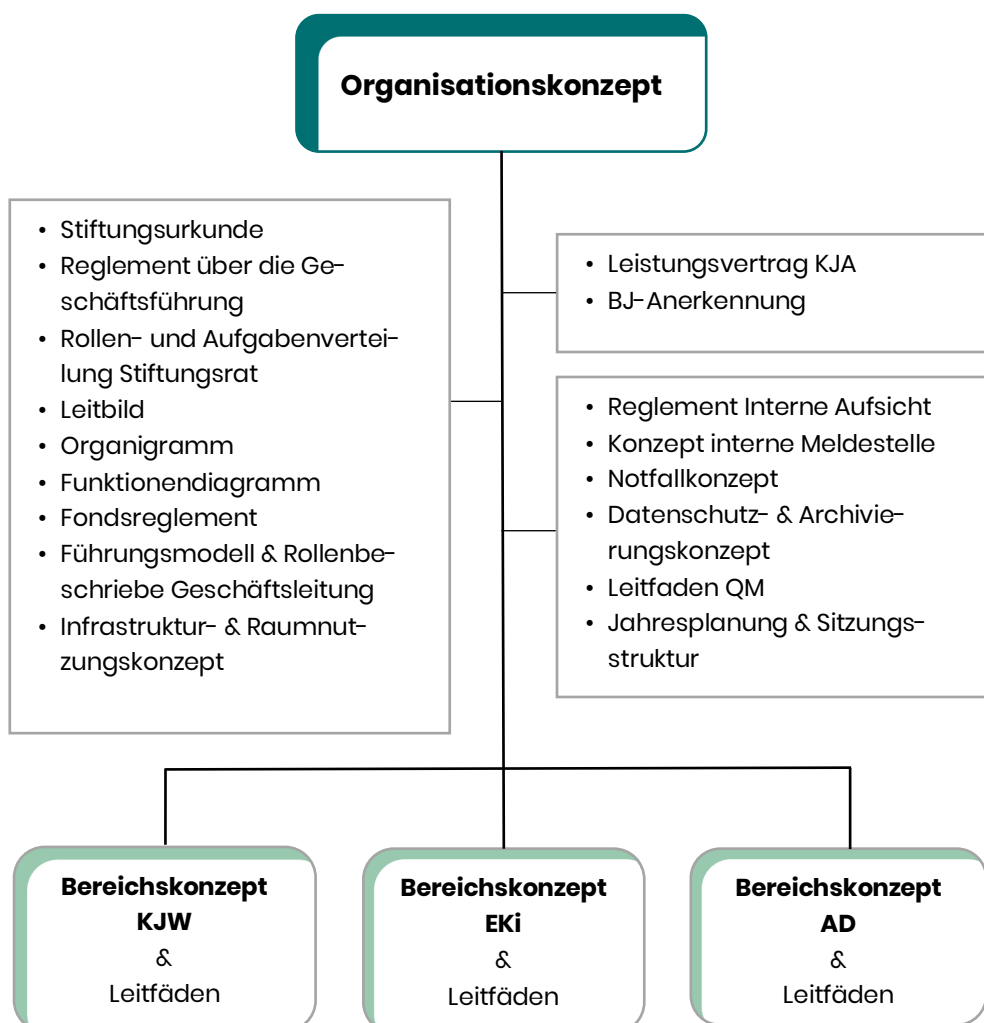 Organisationskonzept
• Stiftungsurkunde
• Reglement über die Ge-
schäftsführung
• Rollen- und Aufgabenvertei-
lung Stiftungsrat
• Leitbild
• Organigramm
• Funktionendiagramm
• Fondsreglement
• Führungsmodell & Rollenbe-
schriebe Geschäftsleitung
• Infrastruktur- & Raumnut-
zungskonzept
• Leistungsvertrag KJA
• BJ-Anerkennung
• Reglement Interne Aufsicht
• Konzept interne Meldestelle
• Notfallkonzept
• Datenschutz- & Archivie-
rungskonzept
• Leitfaden QM
• Jahresplanung & Sitzungs-
struktur
Bereichskonzept
KJW
&
Leitfäden
Bereichskonzept
EKi
&
Leitfäden
Bereichskonzept
AD
&
Leitfäden